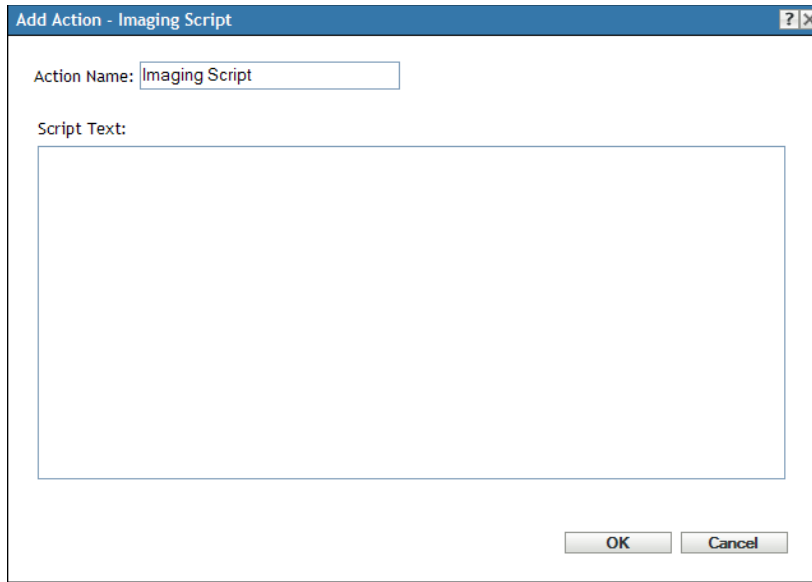 Add Action - Imaging Script ? X
Action Name: Imaging Script
Script Text:
OK Cancel